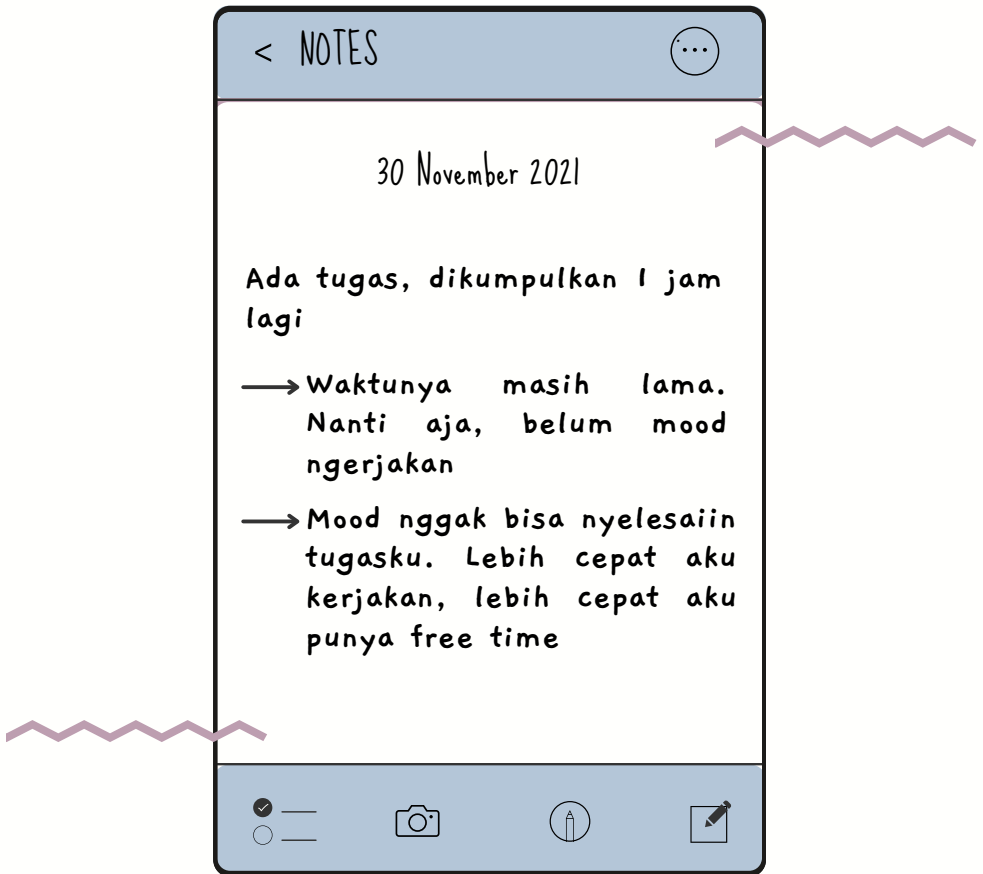 < NOTES
30 November 2021
Ada tugas, dikumpulkan 1 jam
lagi
Waktunya masih lama.
Nanti aja, belum mood
ngerjakan
Mood nggak bisa nyelesaiin
tugasku. Lebih cepat aku
kerjakan, lebih cepat aku
punya free time